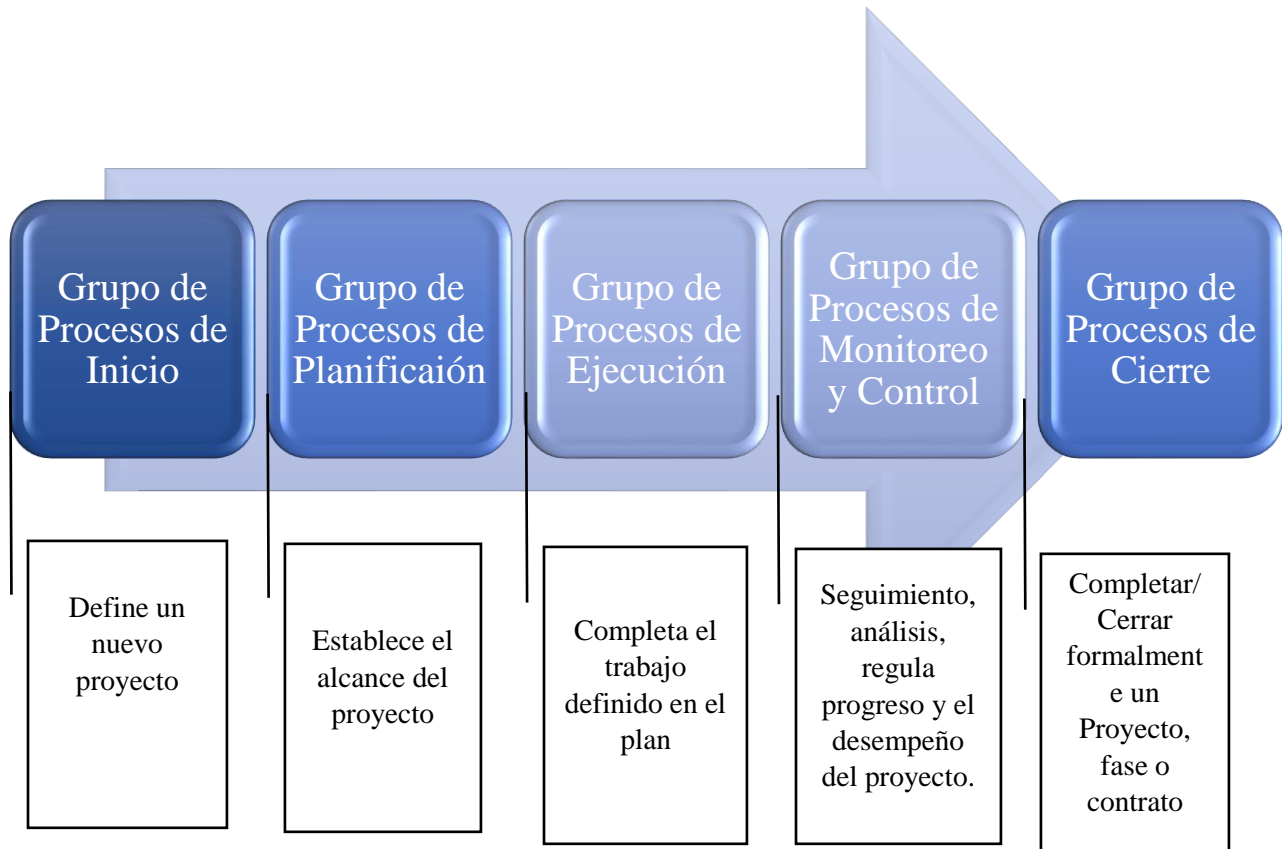 Grupo de
Procesos de
Inicio
Grupo de
Procesos de
Planificaión
Grupo de
Procesos de
Ejecución
Grupo de
Procesos de
Monitoreo
y Control
Grupo de
Procesos de
Cierre
Define un
nuevo
proyecto
Establece el
alcance del
proyecto
Completa el
trabajo
definido en el
plan
Seguimiento,
análisis,
regula
progreso y el
desempeño
del proyecto.
Completar/
Cerrar
formalment
e un
Proyecto,
fase o
contrato